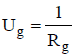 U_g = 1/R_g